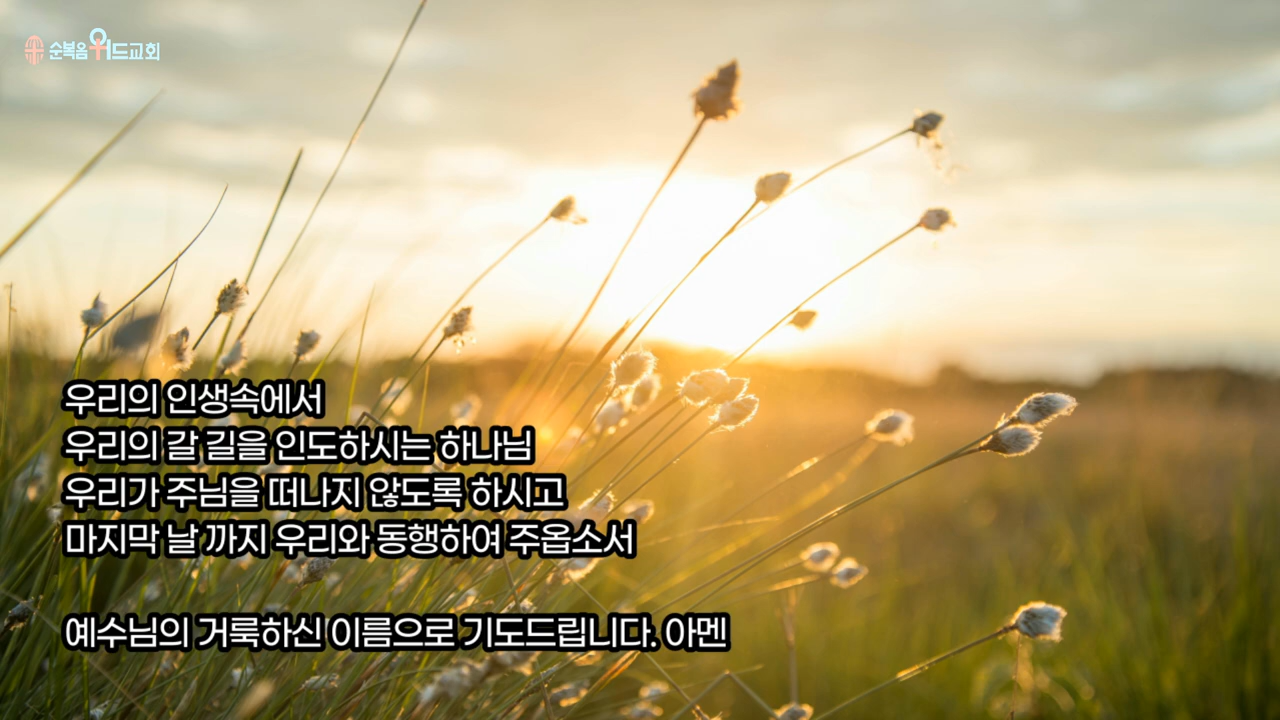 순복음위드교회
우리의 인생속에서
우리의 갈 길을 인도하시는 하나님
우리가 주님을 떠나지 않도록 하시고
마지막 날 까지 우리와 동행하여 주옵소서
예수님의 거룩하신 이름으로 기도드립니다. 아멘